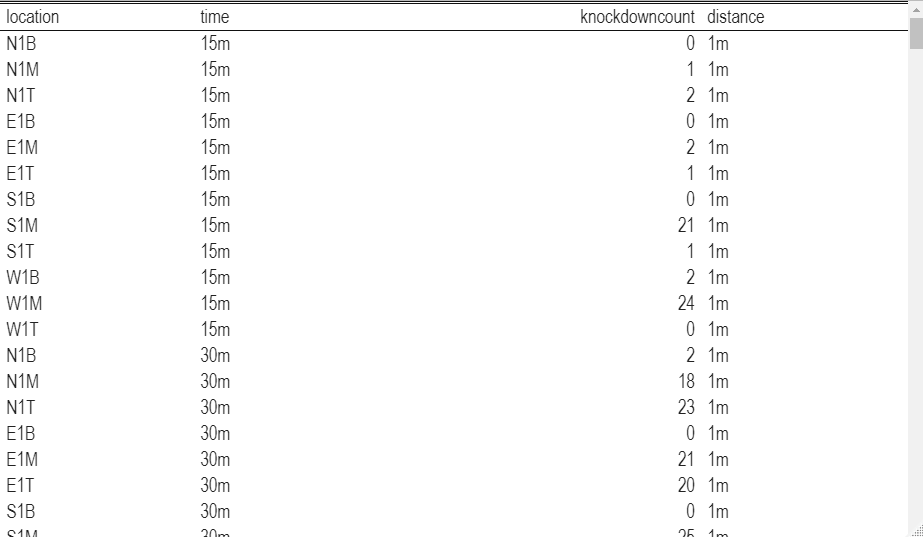 location time knockdowncount distance
N1B 15m 0 1m
N1M 15m 1 1m
N1T 15m 2 1m
E1B 15m 0 1m
E1M 15m 2 1m
E1T 15m 1 1m
S1B 15m 0 1m
S1M 15m 21 1m
S1T 15m 1 1m
W1B 15m 2 1m
W1M 15m 24 1m
W1T 15m 0 1m
N1B 30m 2 1m
N1M 30m 18 1m
N1T 30m 23 1m
E1B 30m 0 1m
E1M 30m 21 1m
E1T 30m 20 1m
S1B 30m 0 1m
S1M 30m 25 1m